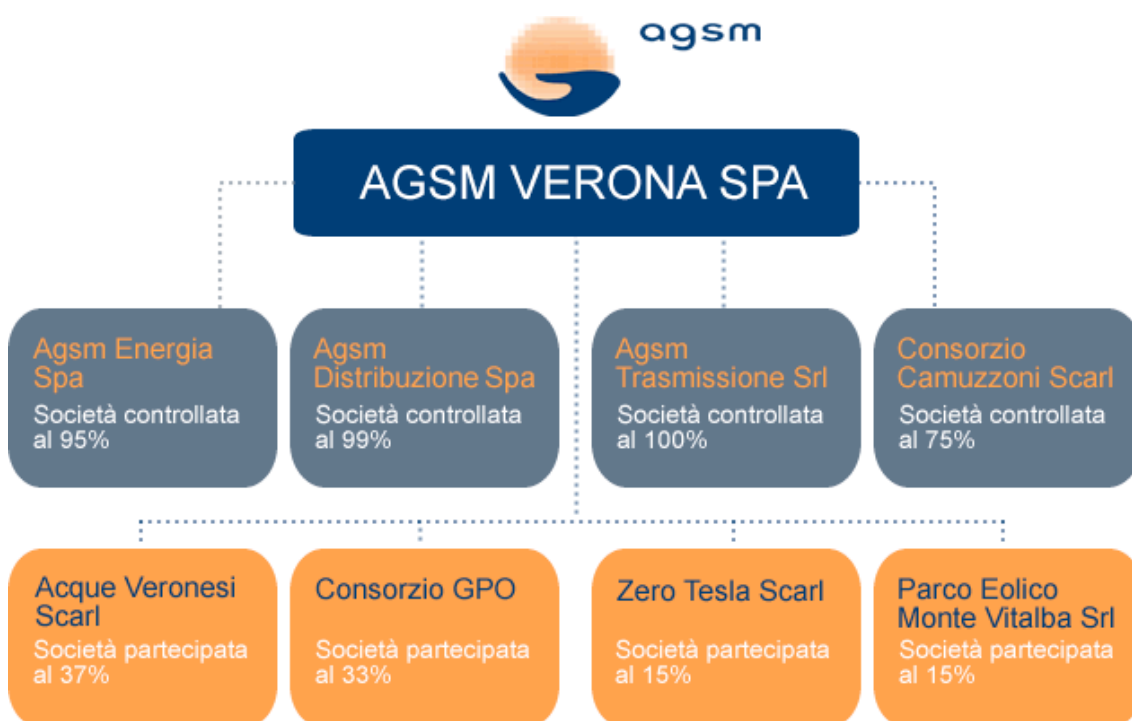 agsm
AGSM VERONA SPA
Agsm Energia
Spa
Società controllata
al 95%
Agsm
Distribuzione Spa
Società controllata
al 99%
Agsm
Trasmissione Srl
Società controllata
al 100%
Consorzio
Camuzzoni Scarl
Società controllata
al 75%
Acque Veronesi
Scarl
Società partecipata
al 37%
Consorzio GPO
Società partecipata
al 33%
Zero Tesla Scarl
Società partecipata
al 15%
Parco Eolico
Monte Vitalba Srl
Società partecipata
al 15%